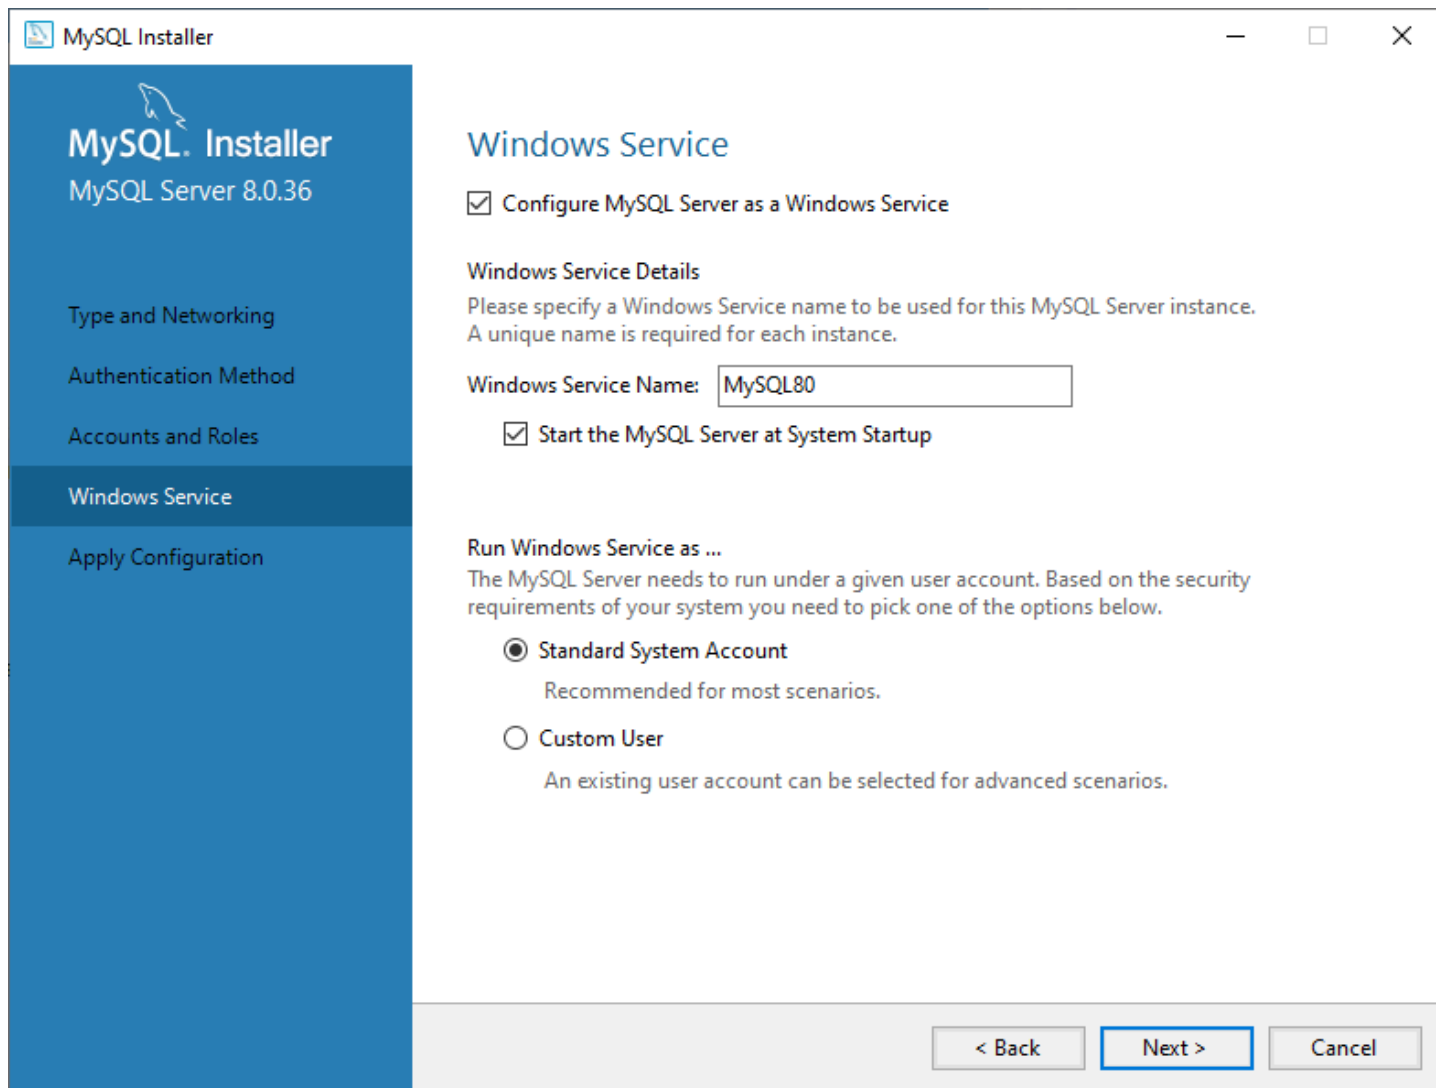 MySQL Installer
MySQL. Installer
MySQL Server 8.0.36
Type and Networking
Authentication Method
Accounts and Roles
Windows Service
Apply Configuration
Windows Service
Configure MySQL Server as a Windows Service
Windows Service Details
Please specify a Windows Service name to be used for this MySQL Server instance.
A unique name is required for each instance.
Windows Service Name: MySQL80
Start the MySQL Server at System Startup
Run Windows Service as ...
The MySQL Server needs to run under a given user account. Based on the security
requirements of your system you need to pick one of the options below.
Standard System Account
Recommended for most scenarios.
Custom User
An existing user account can be selected for advanced scenarios.
< Back Next > Cancel